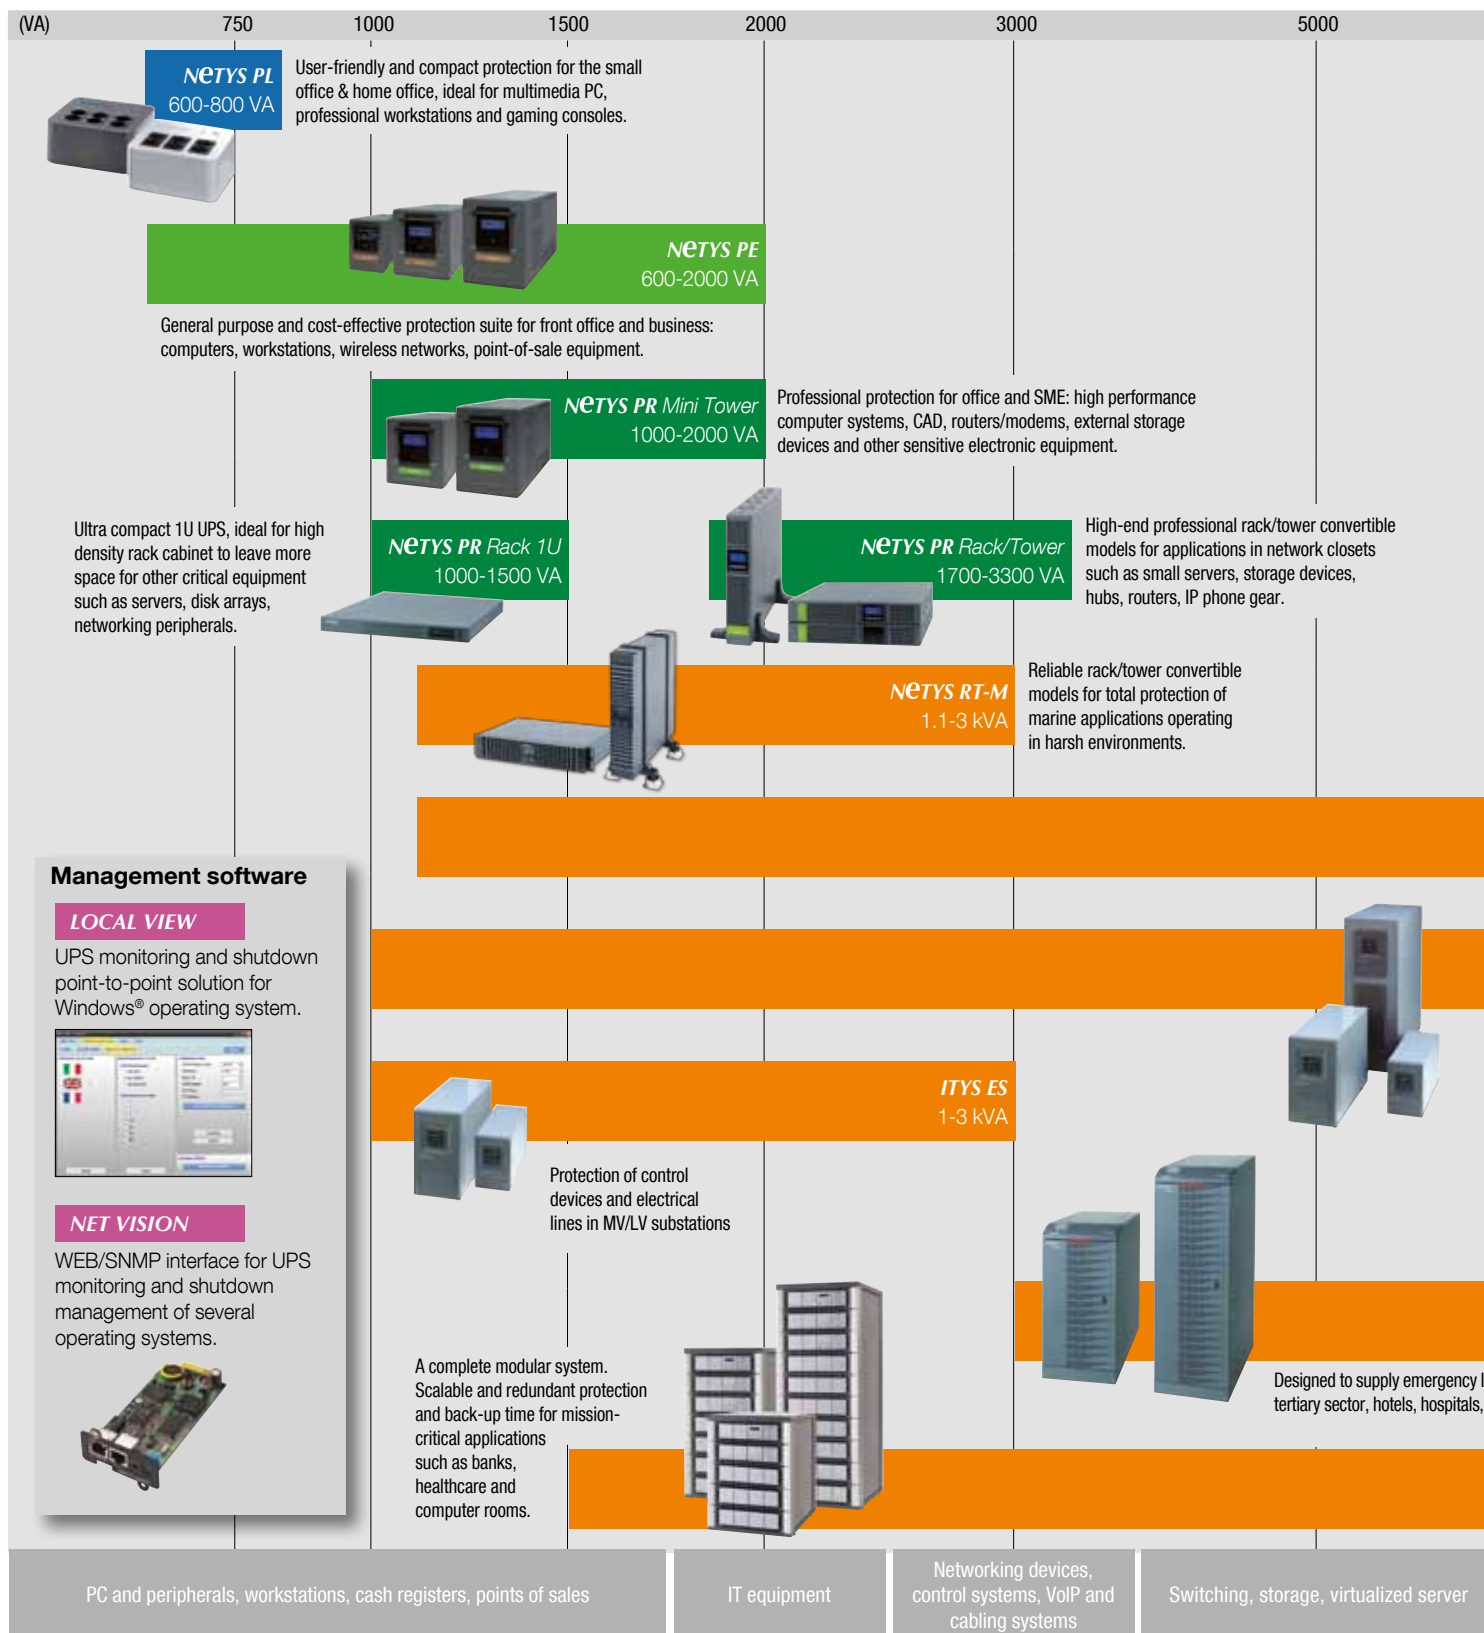 (VA) 750 1000 1500 2000 3000 5000
NETYS PL
600-800 VA
User-friendly and compact protection for the small
office & home office, ideal for multimedia PC,
professional workstations and gaming consoles.
NETYS PE
600-2000 VA
General purpose and cost-effective protection suite for front office and business:
computers, workstations, wireless networks, point-of-sale equipment.
NETYS PR Mini Tower
1000-2000 VA
Professional protection for office and SME: high performance
computer systems, CAD, routers/modems, external storage
devices and other sensitive electronic equipment.
Ultra compact 1U UPS, ideal for high
density rack cabinet to leave more
space for other critical equipment
such as servers, disk arrays,
networking peripherals.
NETYS PR Rack 1U
1000-1500 VA
NETYS PR Rack/Tower
1700-3300 VA
High-end professional rack/tower convertible
models for applications in network closets
such as small servers, storage devices,
hubs, routers, IP phone gear.
NETYS RT-M
1.1-3 kVA
Reliable rack/tower convertible
models for total protection of
marine applications operating
in harsh environments.
Management software
LOCAL VIEW
UPS monitoring and shutdown
point-to-point solution for
Windows® operating system.
NET VISION
WEB/SNMP interface for UPS
monitoring and shutdown
management of several
operating systems.
ITYS ES
1-3 kVA
Protection of control
devices and electrical
lines in MV/LV substations
Designed to supply emergency l
tertiary sector, hotels, hospitals,
A complete modular system.
Scalable and redundant protection
and back-up time for mission-
critical applications
such as banks,
healthcare and
computer rooms.
PC and peripherals, workstations, cash registers, points of sales
IT equipment
Networking devices,
control systems, VoIP and
cabling systems
Switching, storage, virtualized server